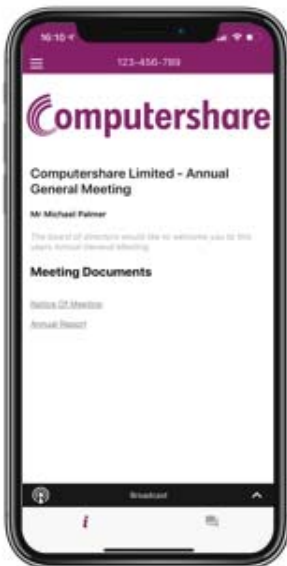 16:10
123-456-789
Computershare
Computershare Limited - Annual
General Meeting
Mr Michael Palmer
The board of directors would like to welcome you to this
years Annual General Meeting
Meeting Documents
Notice Of Meeting
Annual Report
Broadcast
i